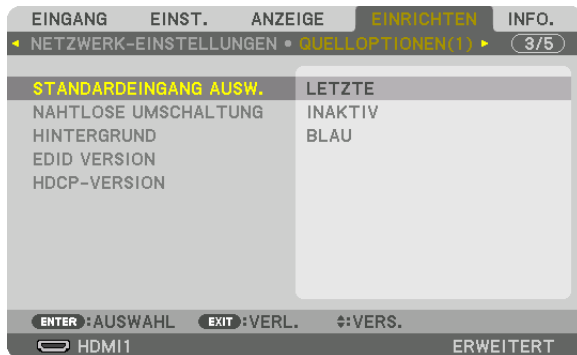 EINGANG EINST. ANZEIGE EINRICHTEN INFO.
NETZWERK-EINSTELLUNGEN • QUELLOPTIONEN(1) 3/5
STANDARDEINGANG AUSW. LETZTE
NAHTLOSE UMSCHALTUNG INAKTIV
HINTERGRUND BLAU
EDID VERSION
HDCP-VERSION
ENTER :AUSWAHL EXIT :VERL. :VERS.
HDMI1 ERWEITERT